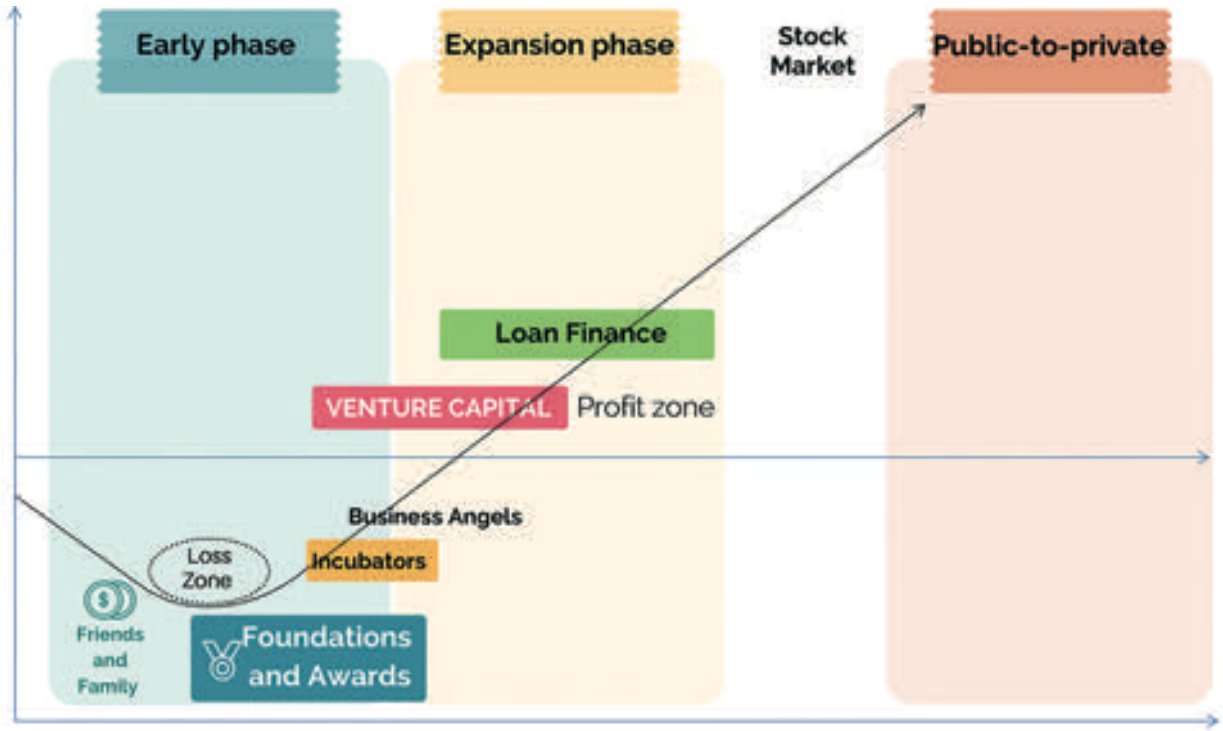 Early phase
Expansion phase
Stock
Market
Public-to-private
Loan Finance
VENTURE CAPITAL
Profit zone
Business Angels
Loss
Zone
Incubators
$
Friends
and
Family
Foundations
and Awards